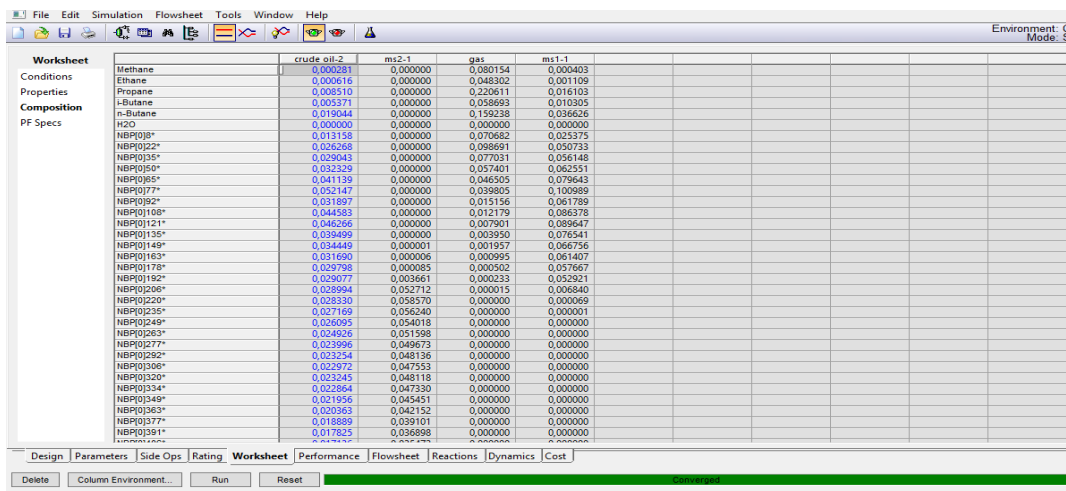 File Edit Simulation Flowsheet Tools Window Help
Environment:
Mode:
Worksheet
Conditions
Properties
Composition
PF Specs
crude oil-2 ms2-1 gas ms1-1
Methane 0,000281 0,000000 0,080154 0,000403
Ethane 0,000616 0,000000 0,048302 0,001109
Propane 0,008510 0,000000 0,220611 0,016103
i-Butane 0,005371 0,000000 0,058693 0,010305
n-Butane 0,019044 0,000000 0,159238 0,036626
H2O 0,000000 0,000000 0,000000 0,000000
NBP[0]8* 0,013158 0,000000 0,070682 0,025375
NBP[0]22* 0,026268 0,000000 0,098691 0,050733
NBP[0]35* 0,029043 0,000000 0,077031 0,056148
NBP[0]50* 0,032329 0,000000 0,057401 0,062551
NBP[0]65* 0,041139 0,000000 0,046505 0,079643
NBP[0]77* 0,052147 0,000000 0,039805 0,100989
NBP[0]92* 0,031897 0,000000 0,015156 0,061789
NBP[0]108* 0,044583 0,000000 0,012179 0,086378
NBP[0]121* 0,046266 0,000000 0,007901 0,089647
NBP[0]135* 0,039499 0,000000 0,003950 0,076541
NBP[0]149* 0,034449 0,000001 0,001957 0,066756
NBP[0]163* 0,031690 0,000006 0,000995 0,061407
NBP[0]178* 0,029798 0,000085 0,000502 0,057667
NBP[0]192* 0,029077 0,003661 0,000233 0,052921
NBP[0]206* 0,028994 0,052712 0,000015 0,006840
NBP[0]220* 0,028330 0,058570 0,000000 0,000069
NBP[0]235* 0,027169 0,056240 0,000000 0,000001
NBP[0]249* 0,026095 0,054018 0,000000 0,000000
NBP[0]263* 0,024926 0,051598 0,000000 0,000000
NBP[0]277* 0,023996 0,049673 0,000000 0,000000
NBP[0]292* 0,023254 0,048136 0,000000 0,000000
NBP[0]306* 0,022972 0,047553 0,000000 0,000000
NBP[0]320* 0,023245 0,048118 0,000000 0,000000
NBP[0]334* 0,022864 0,047330 0,000000 0,000000
NBP[0]349* 0,021956 0,045451 0,000000 0,000000
NBP[0]363* 0,020363 0,042152 0,000000 0,000000
NBP[0]377* 0,018889 0,039101 0,000000 0,000000
NBP[0]391* 0,017825 0,036898 0,000000 0,000000
Design Parameters Side Ops Rating Worksheet Performance Flowsheet Reactions Dynamics Cost
Delete Column Environment... Run Reset Converged